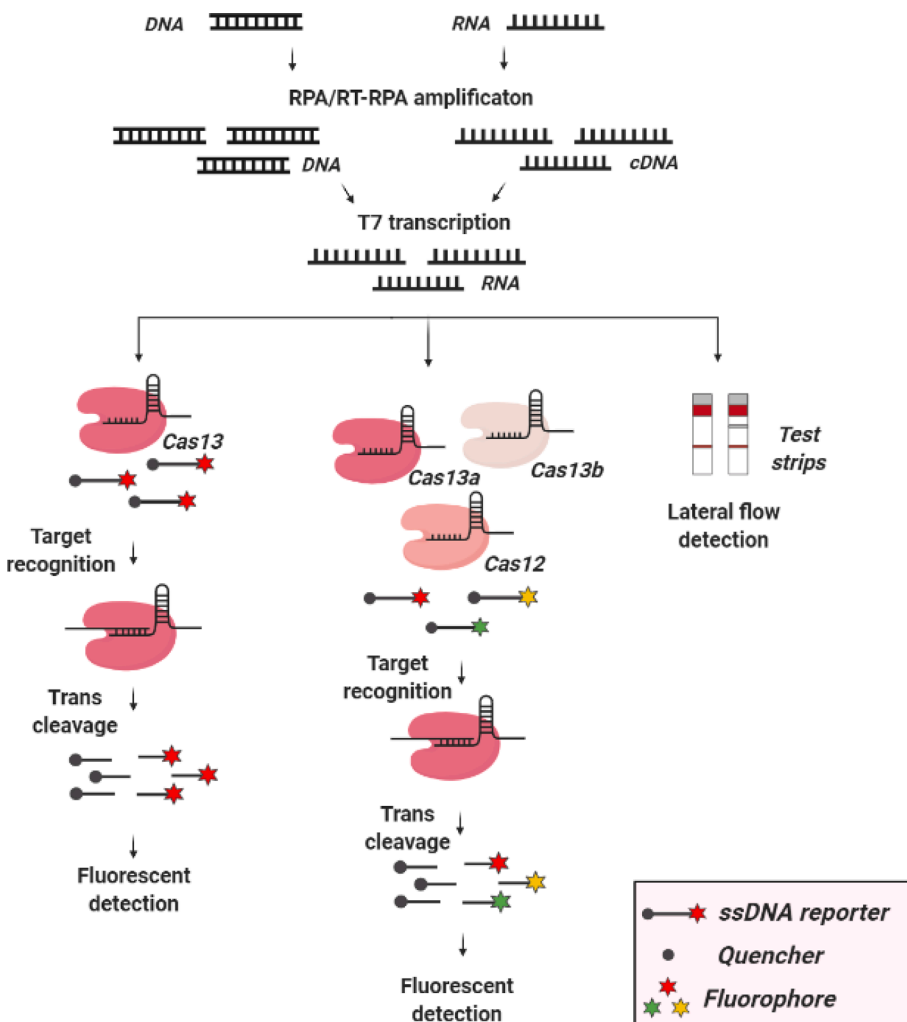 DNA
RNA
RPA/RT-RPA amplificaton
DNA
cDNA
T7 transcription
RNA
Cas13
Target
recognition
Trans
cleavage
Fluorescent
detection
Cas13a
Cas13b
Cas12
Target
recognition
Trans
cleavage
Fluorescent
detection
Test
strips
Lateral flow
detection
ssDNA reporter
Quencher
Fluorophore